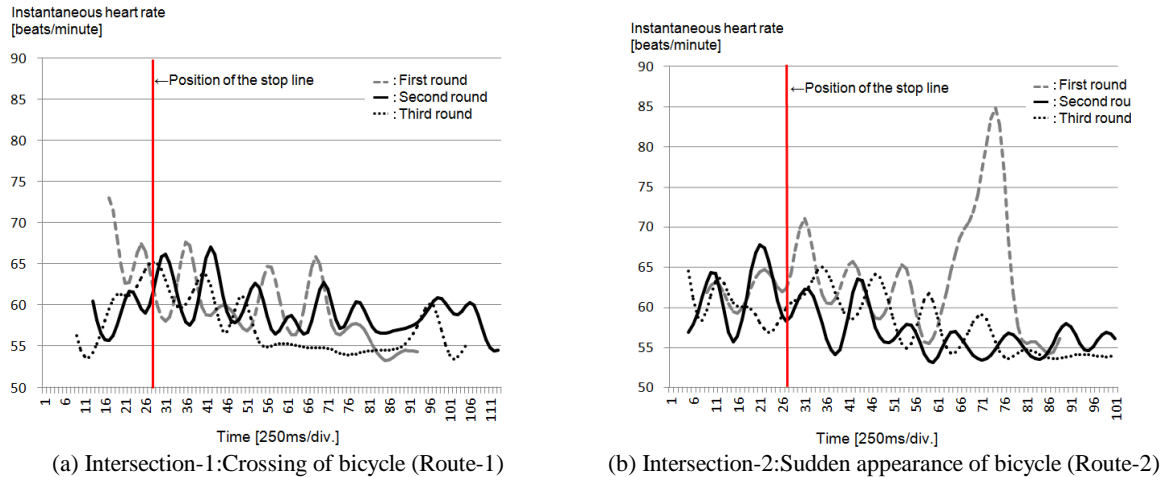 Instantaneous heart rate
[beats/minute]
90
85
80
75
70
65
60
55
50
←Position of the stop line
: First round
: Second round
: Third round
1 6 11 16 21 26 31 36 41 46 51 56 61 66 71 76 81 86 91 96 101 106 111
Time [250ms/div.]
(a) Intersection-1:Crossing of bicycle (Route-1)
Instantaneous heart rate
[beats/minute]
90
85
80
75
70
65
60
55
50
←Position of the stop line
: First round
: Second rou
: Third round
1 6 11 16 21 26 31 36 41 46 51 56 61 66 71 76 81 86 91 96 101
Time [250ms/div.]
(b) Intersection-2:Sudden appearance of bicycle (Route-2)